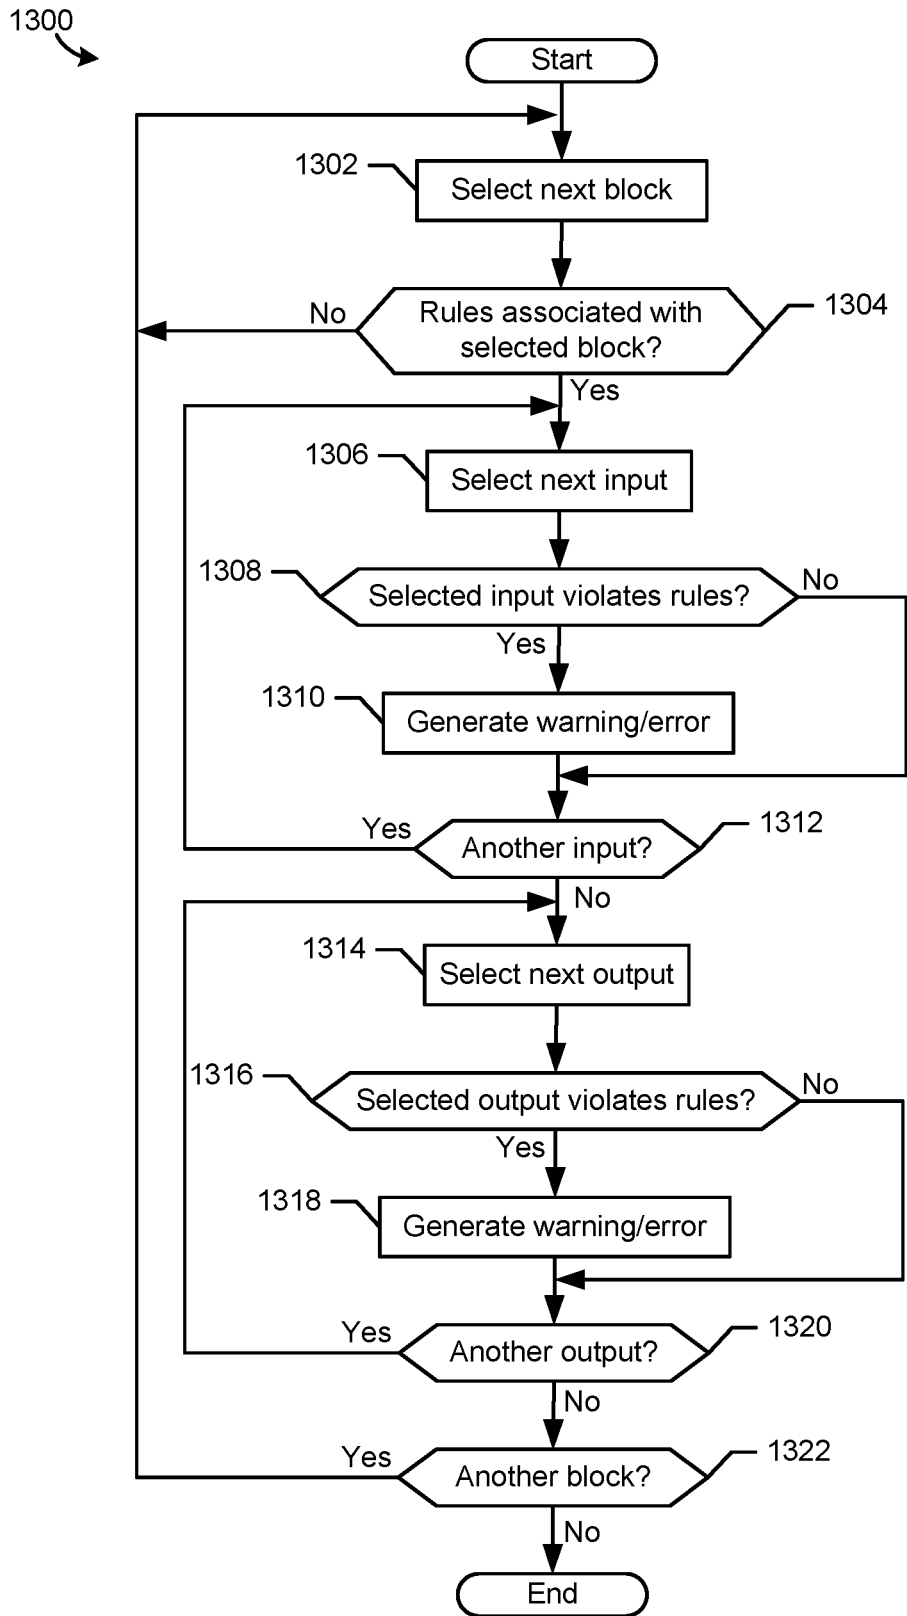 1300
Start
1302
Select next block
No
Rules associated with
selected block?
1304
Yes
1306
Select next input
1308
Selected input violates rules?
No
Yes
1310
Generate warning/error
Yes
Another input?
1312
No
1314
Select next output
1316
Selected output violates rules?
No
Yes
1318
Generate warning/error
Yes
Another output?
1320
No
Yes
Another block?
1322
No
End